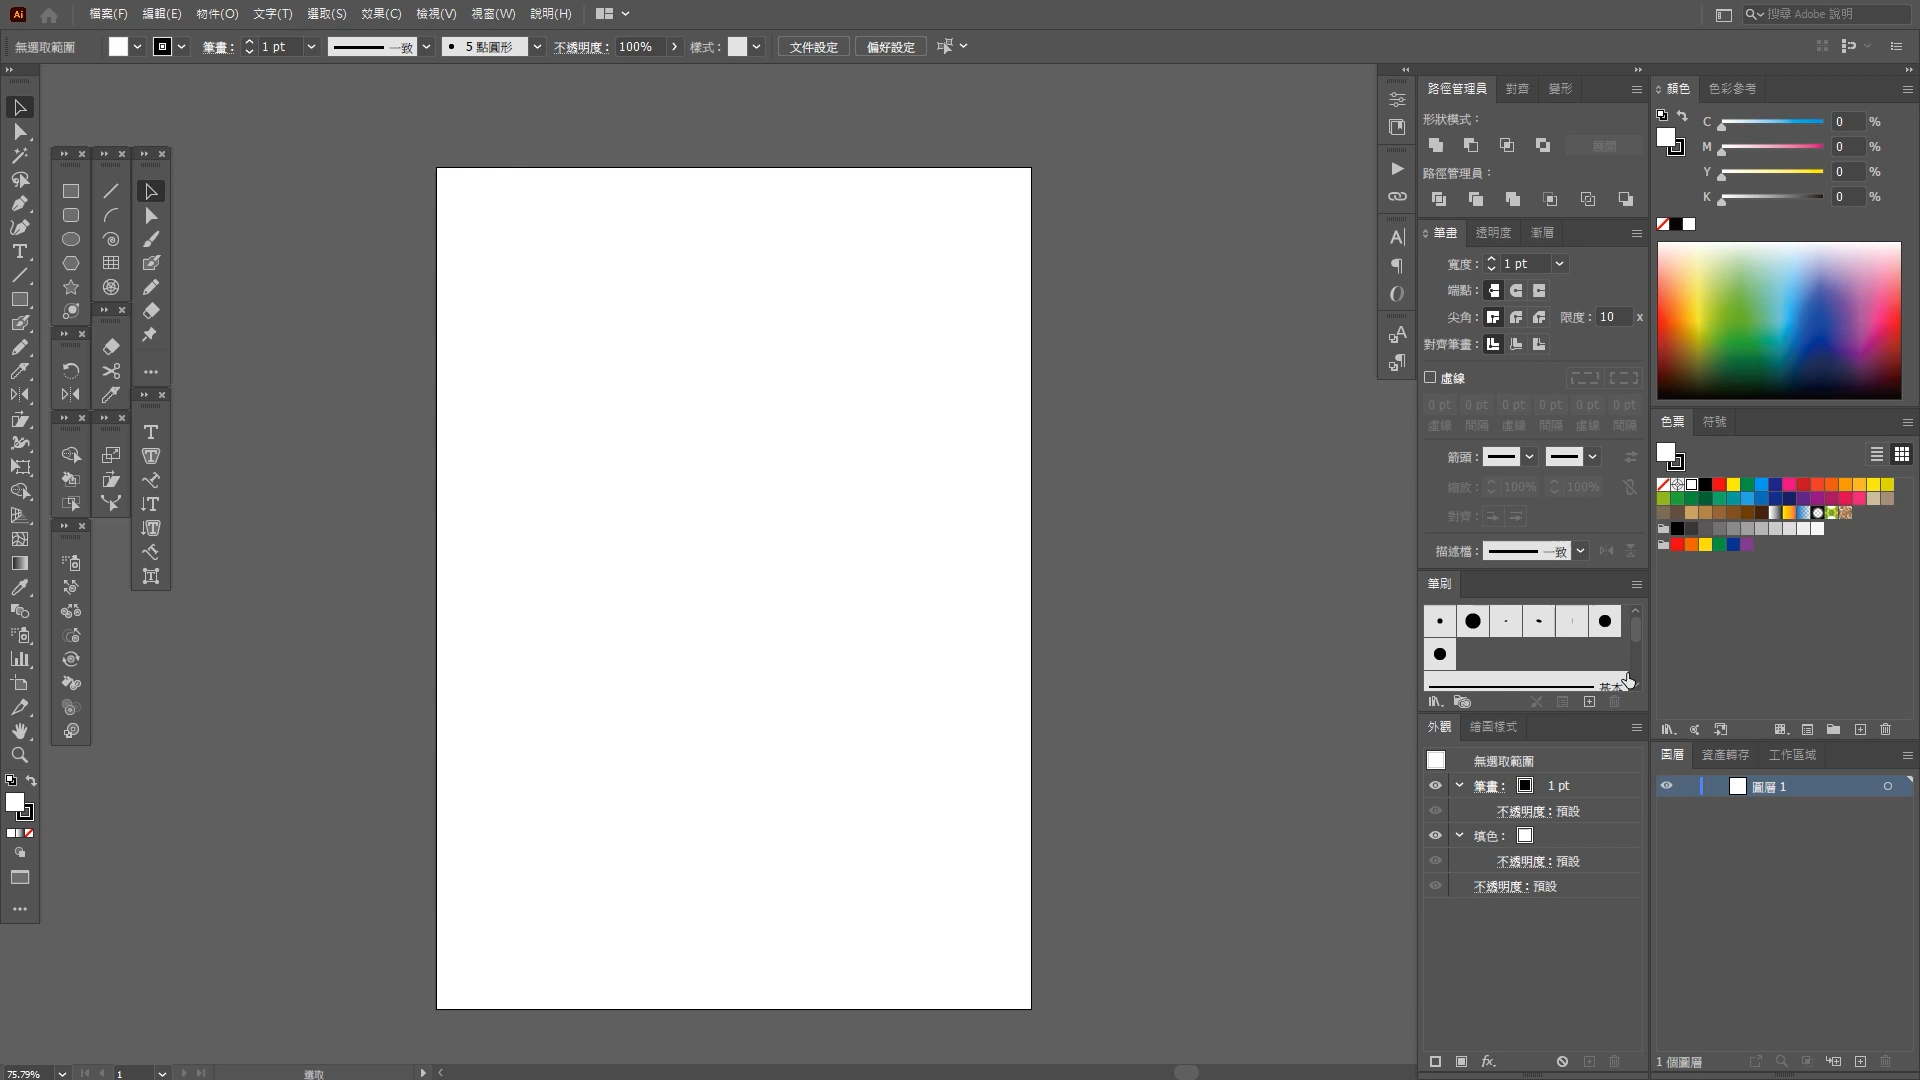 Ai 檔案(F) 編輯(E) 物件(O) 文字(T) 選取(S) 效果(C) 檢視(V) 視窗(W) 說明(H) 搜尋 Adobe 說明
無選取範圍 筆畫： 1 pt 一致 5 點圓形 不透明度： 100% 樣式： 文件設定 偏好設定
路徑管理員 對齊 變形
形狀模式：
展開
路徑管理員：
筆畫 透明度 漸層
寬度： 1 pt
端點：
尖角： 限度： 10 x
對齊筆畫：
虛線
0 pt 0 pt 0 pt 0 pt 0 pt 0 pt
虛線 間隔 虛線 間隔 虛線 間隔
箭頭：
縮放： 100% 100%
對齊：
描述檔： 一致
筆刷
基本
外觀 繪圖樣式
無選取範圍
筆畫： 1 pt
不透明度： 預設
填色：
不透明度： 預設
不透明度： 預設
fx.
顏色 色彩參考
C 0 %
M 0 %
Y 0 %
K 0 %
色票 符號
圖層 資產轉存 工作區域
圖層 1
1 個圖層
75.79% 1 選取